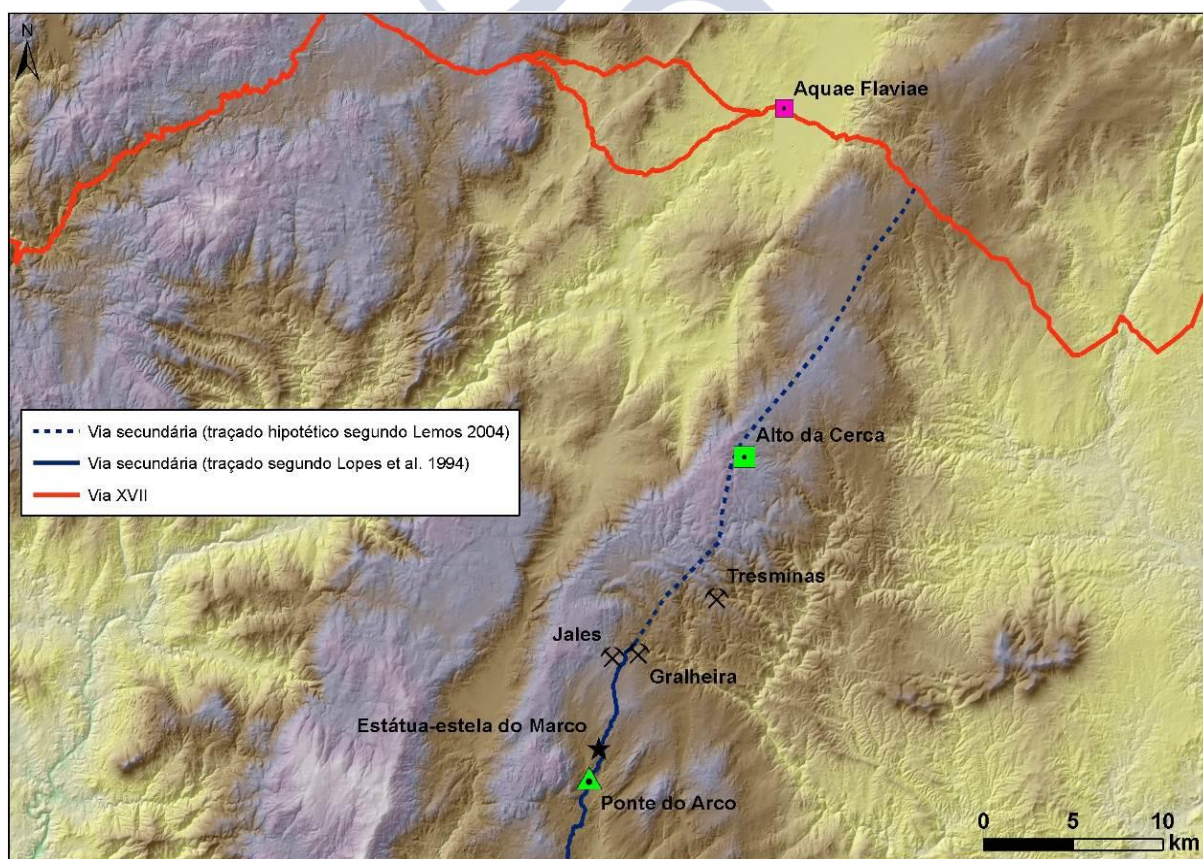 N
Aquae Flaviae
Via secundária (traçado hipotético segundo Lemos 2004)
Via secundária (traçado segundo Lopes et al. 1994)
Via XVII
Alto da Cerca
Tresminas
Jales
Gralheira
Estátua-estela do Marco
Ponte do Arco
0 5 10
km